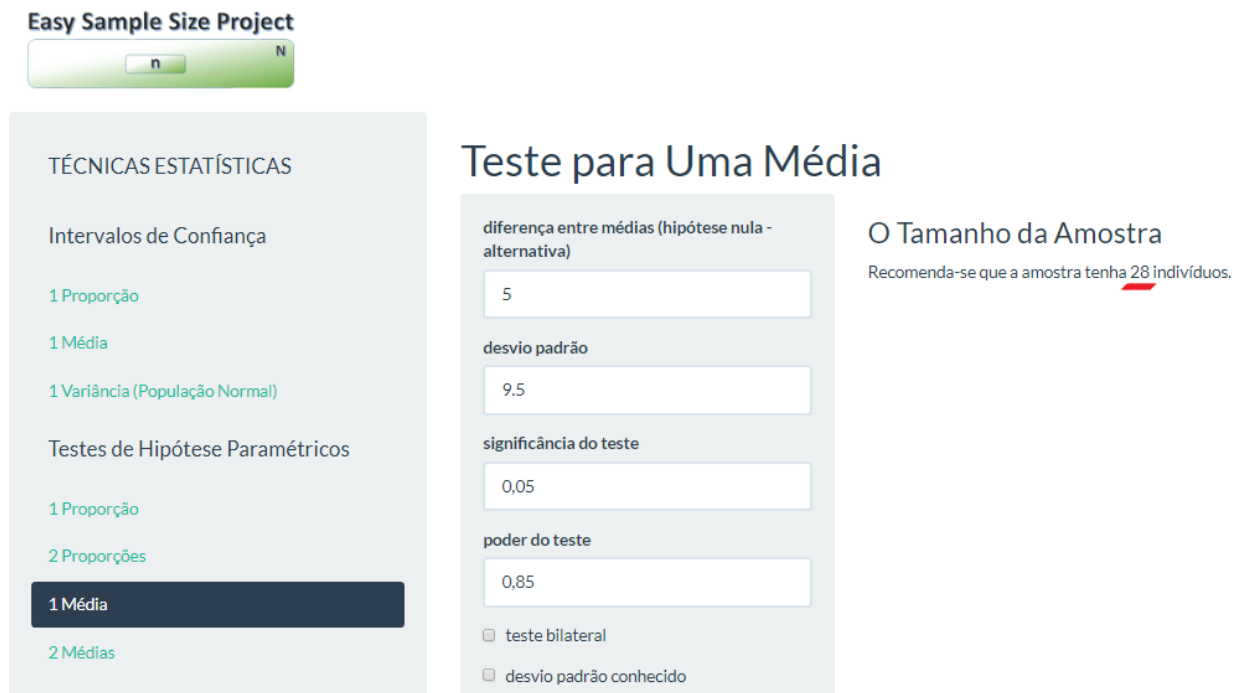 Easy Sample Size Project
N
n
TÉCNICAS ESTATÍSTICAS
Intervalos de Confiança
1 Proporção
1 Média
1 Variância (População Normal)
Testes de Hipótese Paramétricos
1 Proporção
2 Proporções
1 Média
2 Médias
Teste para Uma Média
diferença entre médias (hipótese nula -
alternativa)
5
desvio padrão
9.5
significância do teste
0,05
poder do teste
0,85
teste bilateral
desvio padrão conhecido
O Tamanho da Amostra
Recomenda-se que a amostra tenha 28 indivíduos.